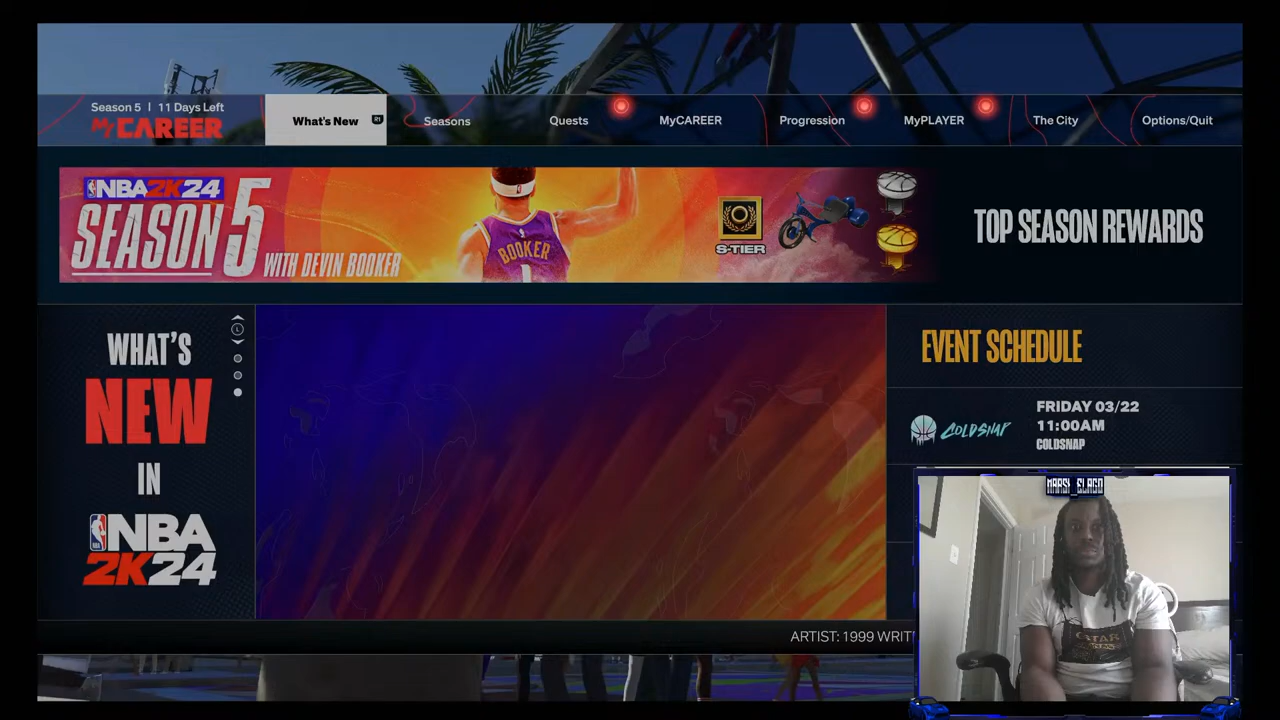 Season 5 | 11 Days Left
MyCAREER
What's New
R1
Seasons
Quests
MyCAREER
Progression
MyPLAYER
The City
Options/Quit
NBA2K24
SEASON 5
WITH DEVIN BOOKER
BOOKER
1
S-TIER
TOP SEASON REWARDS
WHAT'S
NEW
IN
NBA
2K24
L
EVENT SCHEDULE
COLDSNAP
FRIDAY 03/22
11:00AM
COLDSNAP
ARTIST: 1999 WRIT